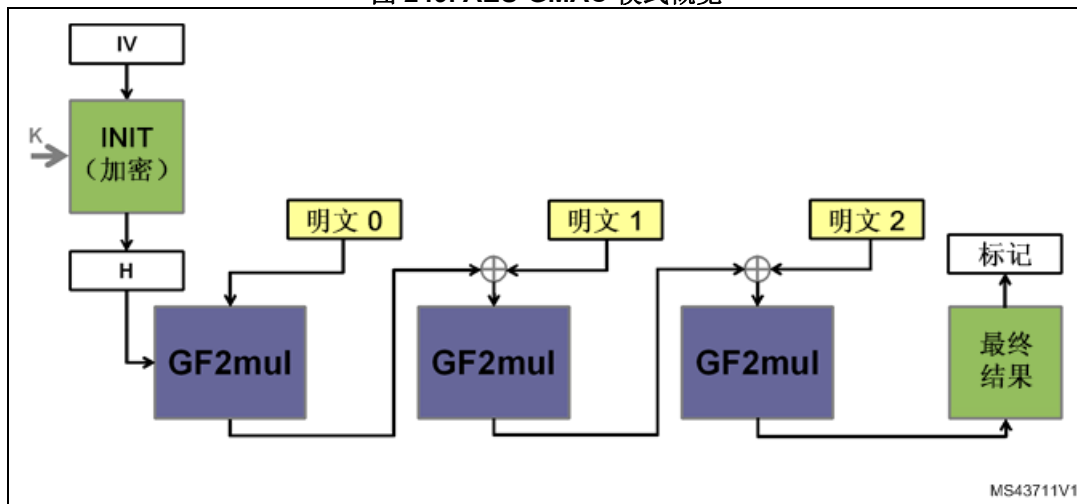 IV
K
INIT
（加密）
H
明文 0
明文 1
明文 2
标记
GF2mul
GF2mul
GF2mul
最终
结果
MS43711V1